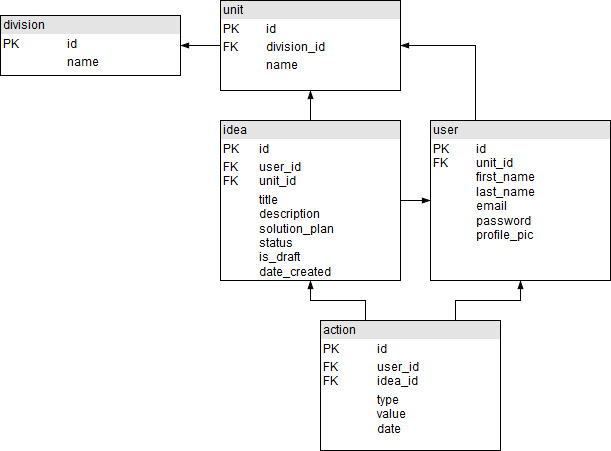 division
PK id
name
unit
PK id
FK division_id
name
idea
PK id
FK user_id
FK unit_id
title
description
solution_plan
status
is_draft
date_created
user
PK id
FK unit_id
first_name
last_name
email
password
profile_pic
action
PK id
FK user_id
FK idea_id
type
value
date